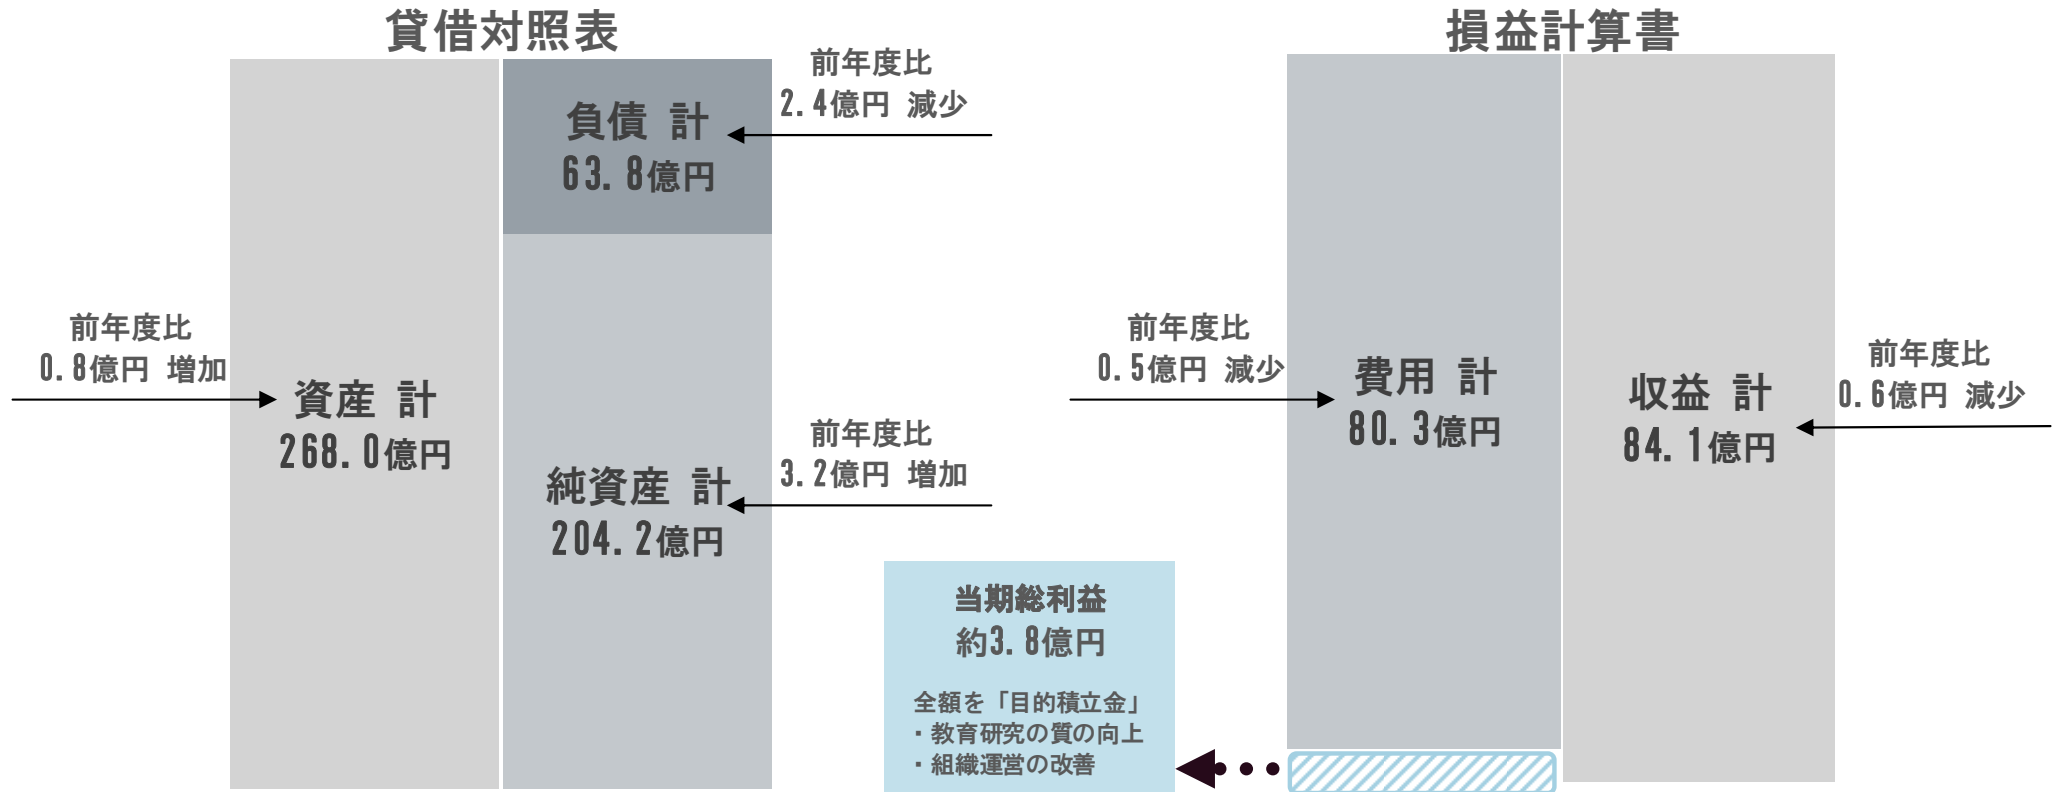 貸借対照表
前年度比
0.8億円 増加
資産 計
268.0億円
負債 計
63.8億円
前年度比
2.4億円 減少
純資産 計
204.2億円
前年度比
3.2億円 増加
損益計算書
前年度比
0.5億円 減少
費用 計
80.3億円
収益 計
84.1億円
前年度比
0.6億円 減少
当期総利益
約3.8億円
全額を「目的積立金」
・教育研究の質の向上
・組織運営の改善